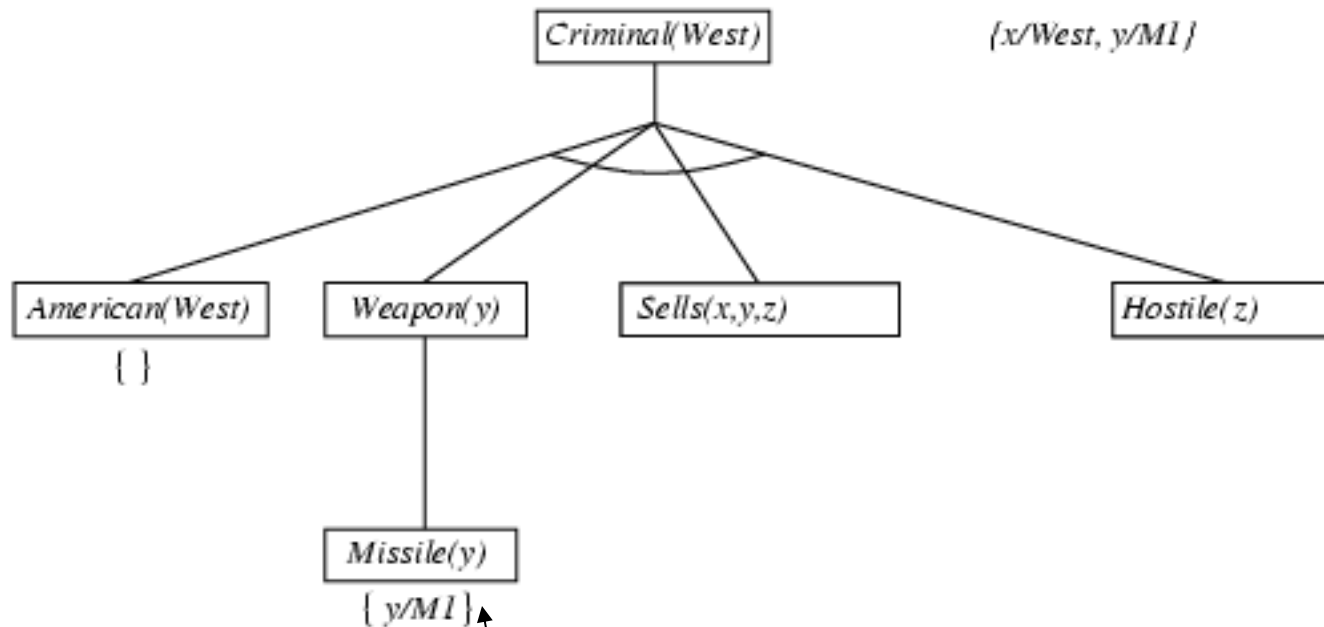 Criminal(West)
{x/West, y/M1}
American(West)
Weapon(y)
Sells(x,y,z)
Hostile(z)
{ }
Missile(y)
{ y/M1 }